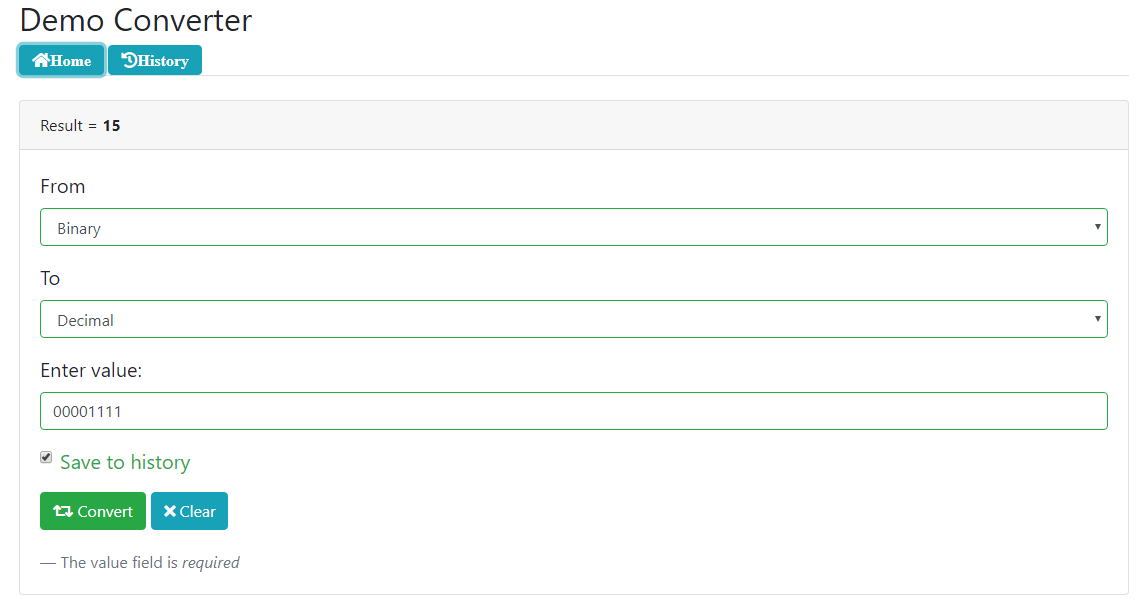 Demo Converter
Home History
Result = 15
From
Binary
To
Decimal
Enter value:
00001111
Save to history
Convert Clear
— The value field is required